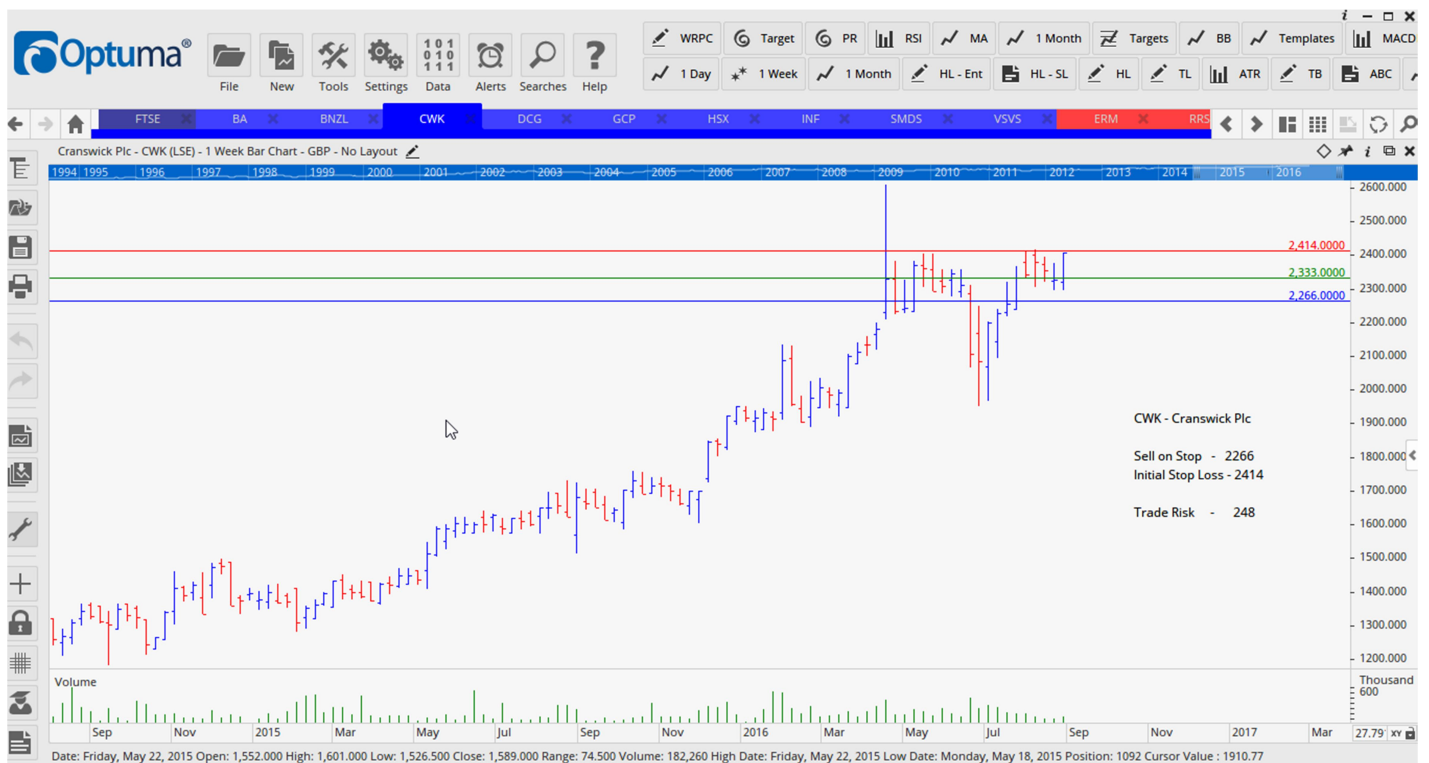 i
Optuma®
WRPC Target PR RSI MA 1 Month Targets BB Templates MACD
1 Day 1 Week 1 Month HL - Ent HL - SL HL TL ATR TB ABC
101
010
111
?
File New Tools Settings Data Alerts Searches Help
FTSE BA BNZL CWK DCG GCP HSX INF SMDS VSVS ERM RRS
Cranswick Plc - CWK (LSE) - 1 Week Bar Chart - GBP - No Layout
i
1994 1995 1996 1997 1998 1999 2000 2001 2002 2003 2004 2005 2006 2007 2008 2009 2010 2011 2012 2013 2014 2015 2016
2600.000
2500.000
2,414.0000
2400.000
2,333.0000
2300.000
2,266.0000
2200.000
2100.000
2000.000
1900.000
CWK - Cranswick Plc
Sell on Stop - 2266
1800.000
Initial Stop Loss - 2414
1700.000
Trade Risk - 248
1600.000
1500.000
1400.000
1300.000
1200.000
Volume
Thousand
600
Sep Nov 2015 Mar May Jul Sep Nov 2016 Mar May Jul Sep Nov 2017 Mar 27.79 XY
Date: Friday, May 22, 2015 Open: 1,552.000 High: 1,601.000 Low: 1,526.500 Close: 1,589.000 Range: 74.500 Volume: 182,260 High Date: Friday, May 22, 2015 Low Date: Monday, May 18, 2015 Position: 1092 Cursor Value : 1910.77